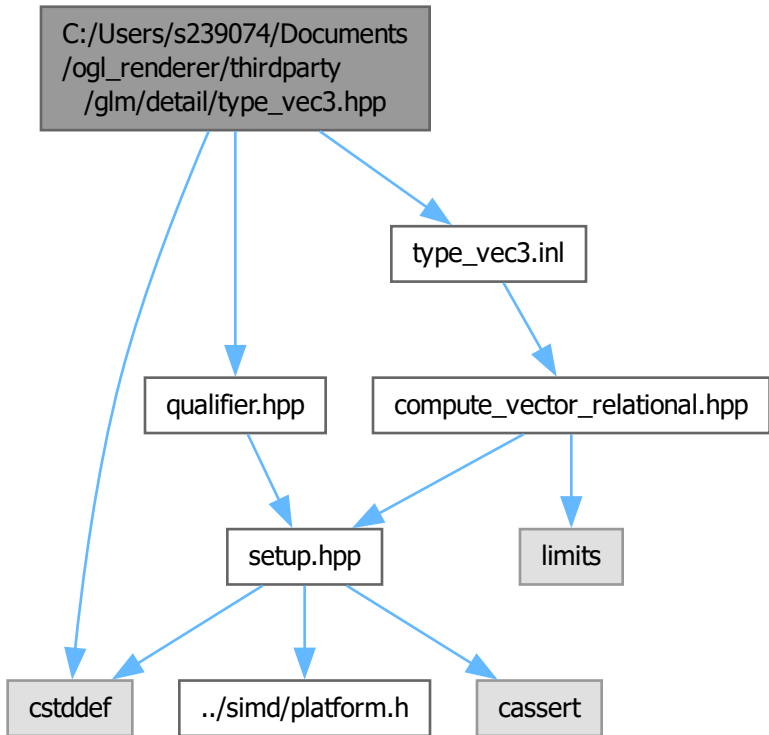 C:/Users/s239074/Documents
/ogl_renderer/thirdparty
/glm/detail/type_vec3.hpp
type_vec3.inl
qualifier.hpp
compute_vector_relational.hpp
setup.hpp
limits
cstddef
../simd/platform.h
cassert